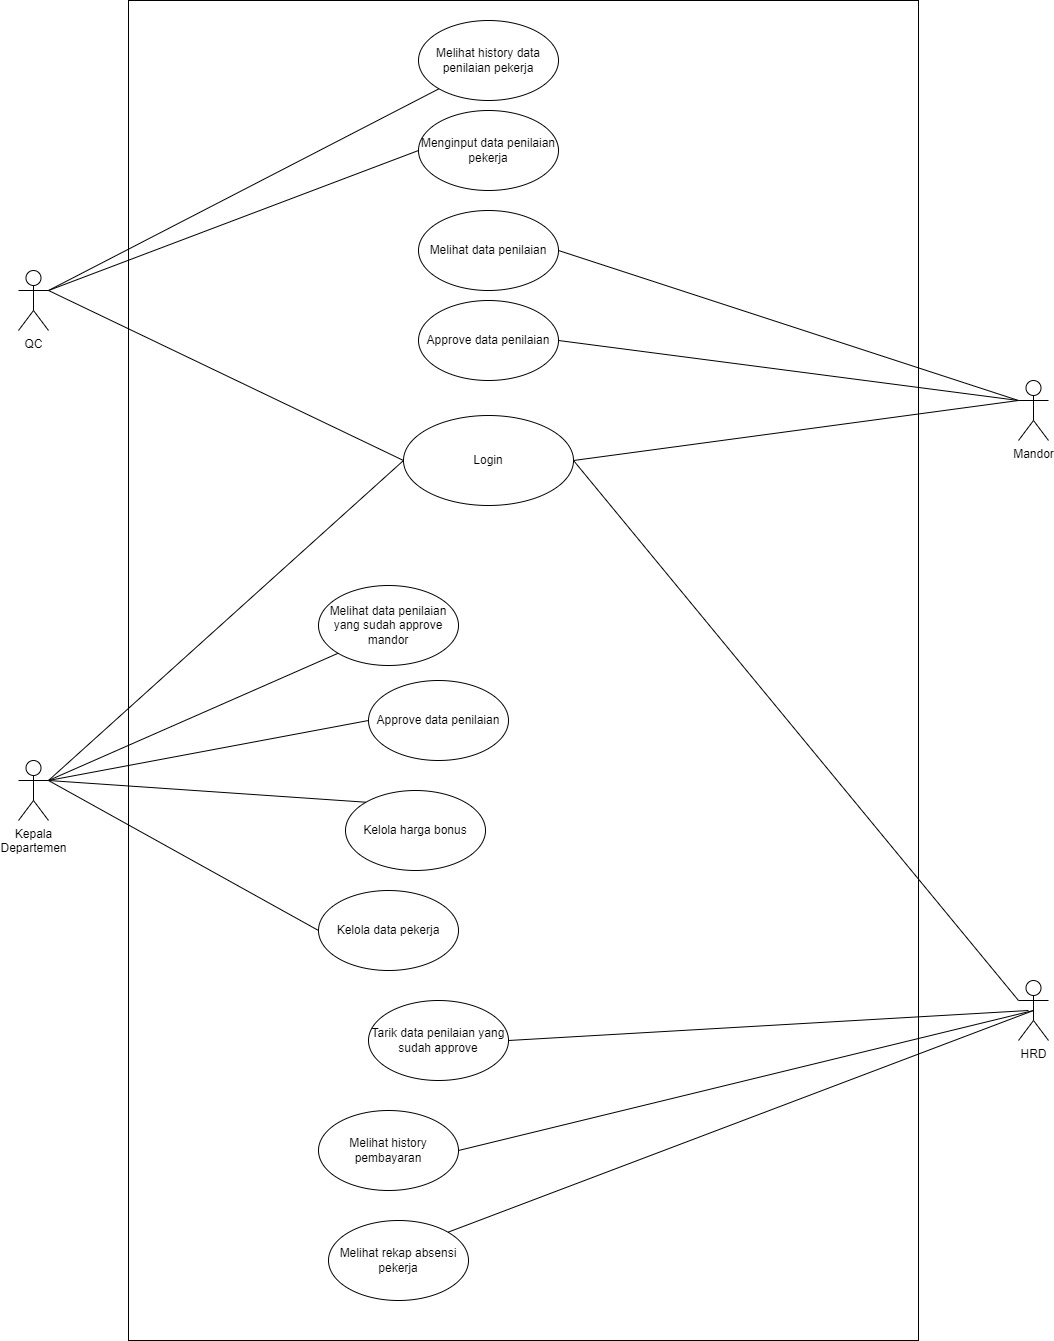 Melihat history data
penilaian pekerja
Menginput data penilaian
pekerja
Melihat data penilaian
QC
Approve data penilaian
Mandor
Login
Melihat data penilaian
yang sudah approve
mandor
Approve data penilaian
Kepala
Departemen
Kelola harga bonus
Kelola data pekerja
Tarik data penilaian yang
sudah approve
HRD
Melihat history
pembayaran
Melihat rekap absensi
pekerja